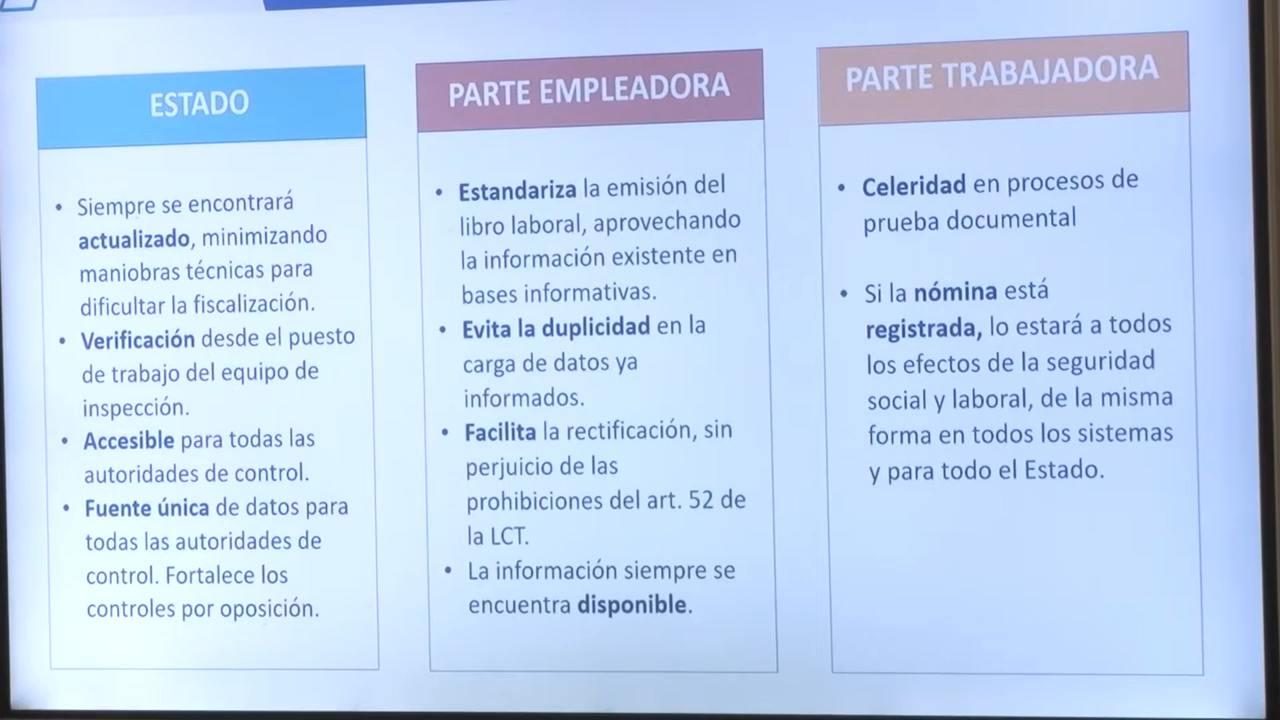 ESTADO
• Siempre se encontrará
actualizado, minimizando
maniobras técnicas para
dificultar la fiscalización.
• Verificación desde el puesto
de trabajo del equipo de
inspección.
• Accesible para todas las
autoridades de control.
• Fuente única de datos para
todas las autoridades de
control. Fortalece los
controles por oposición.
PARTE EMPLEADORA
• Estandariza la emisión del
libro laboral, aprovechando
la información existente en
bases informativas.
• Evita la duplicidad en la
carga de datos ya
informados.
• Facilita la rectificación, sin
perjuicio de las
prohibiciones del art. 52 de
la LCT.
• La información siempre se
encuentra disponible.
PARTE TRABAJADORA
• Celeridad en procesos de
prueba documental
• Si la nómina está
registrada, lo estará a todos
los efectos de la seguridad
social y laboral, de la misma
forma en todos los sistemas
y para todo el Estado.